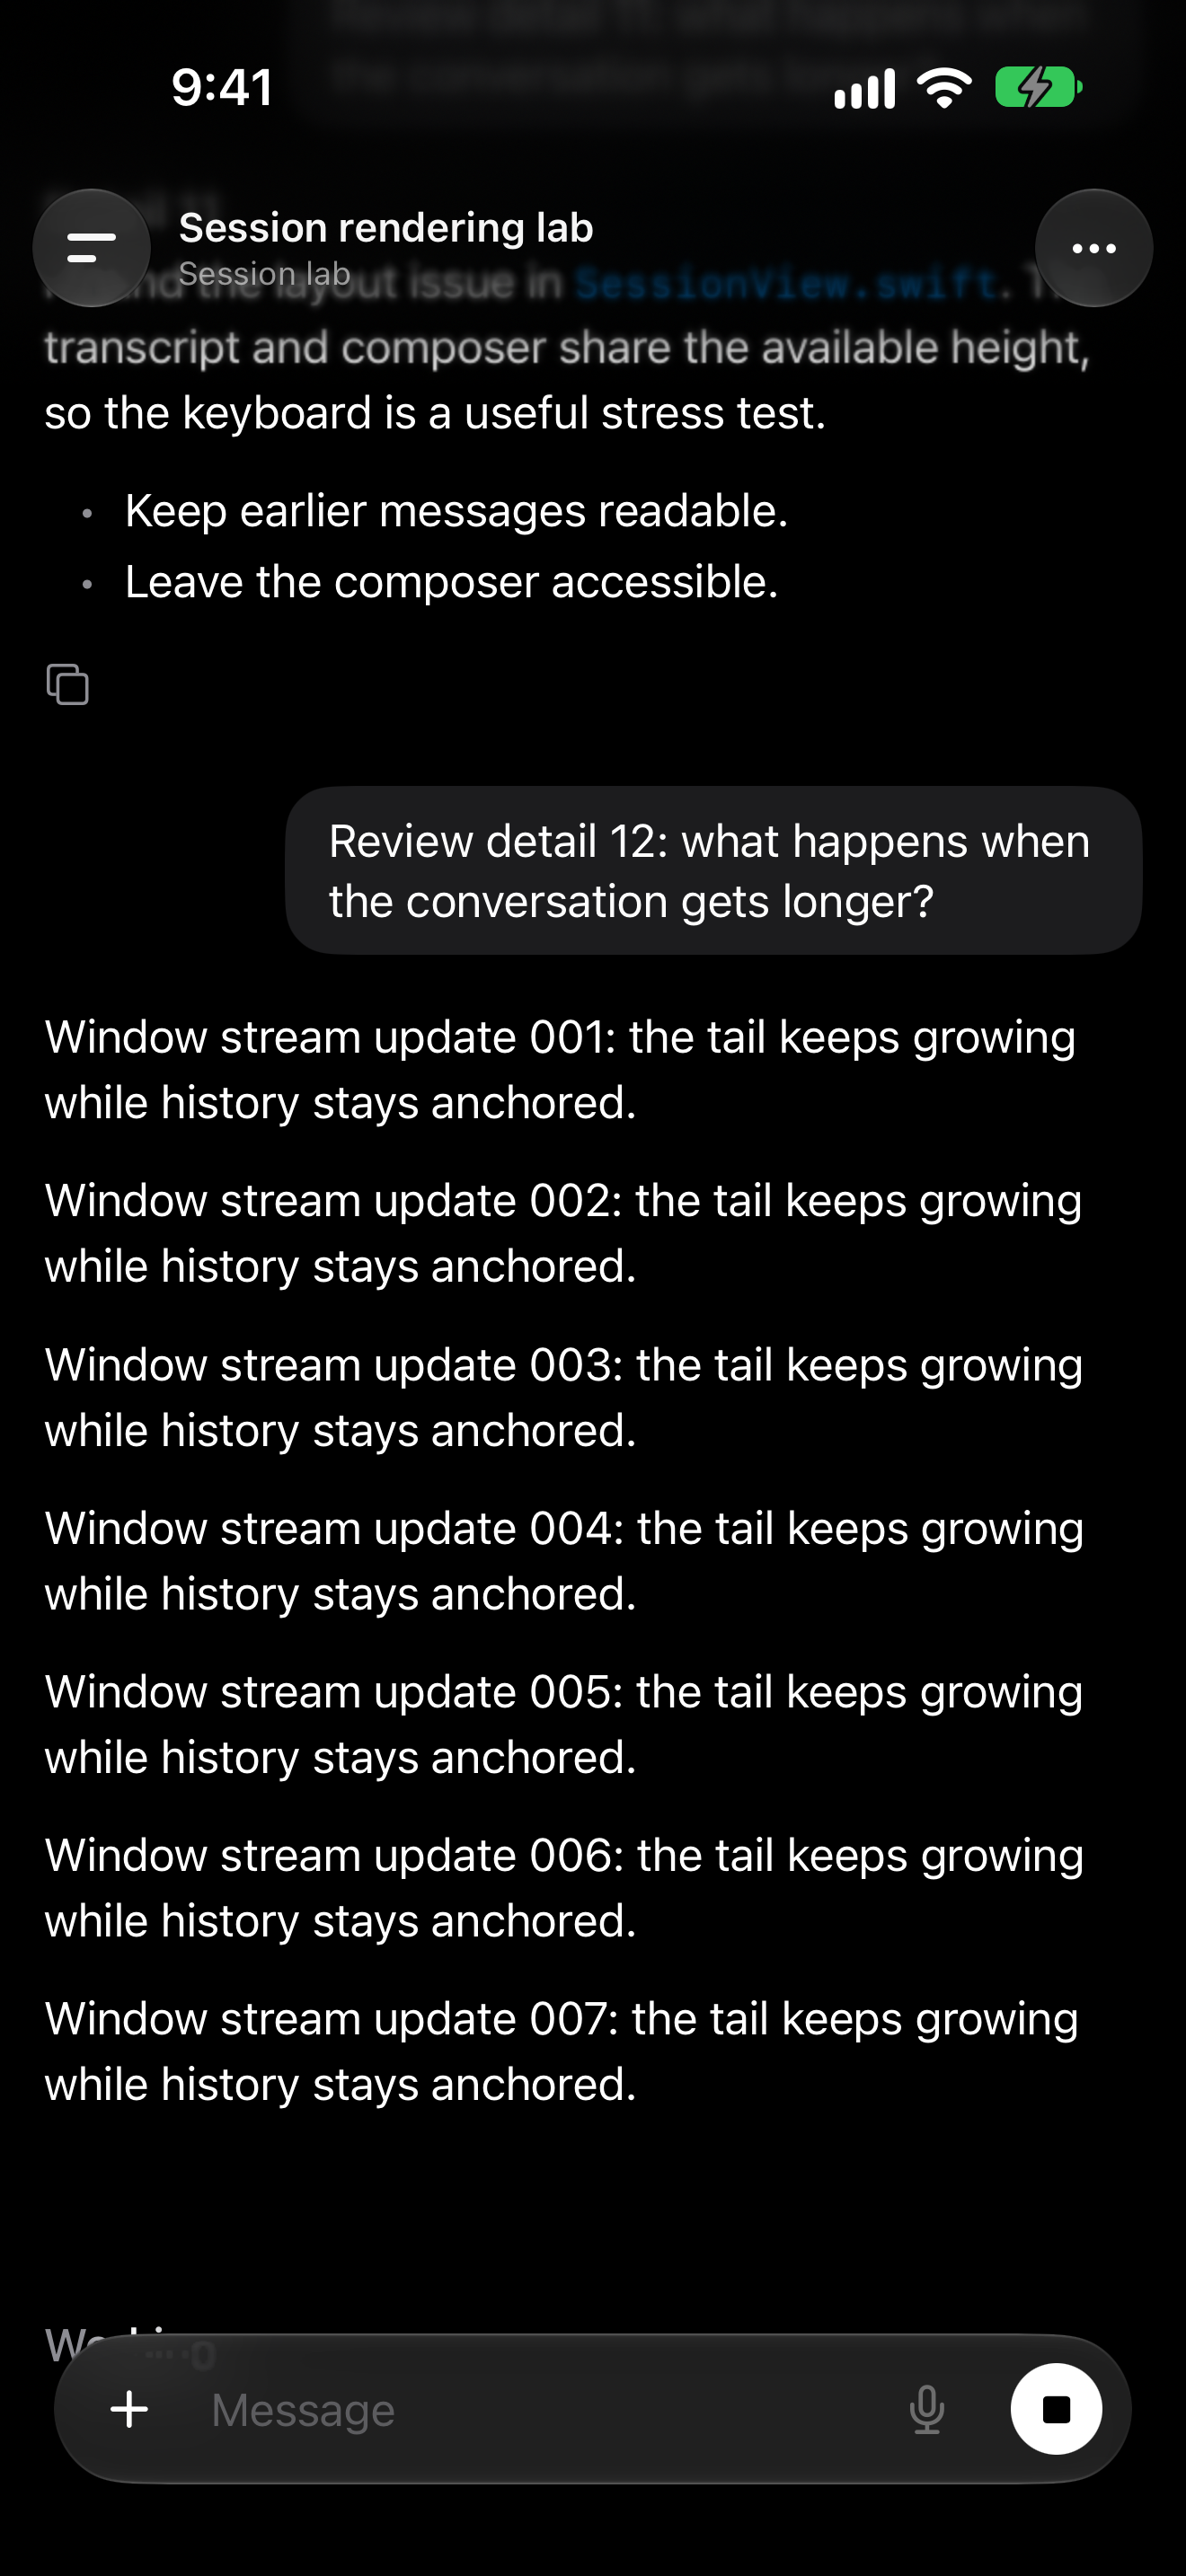 9:41
Session rendering lab
Session lab
the layout issue in SessionView.swift.
transcript and composer share the available height,
so the keyboard is a useful stress test.
• Keep earlier messages readable.
• Leave the composer accessible.
Review detail 12: what happens when
the conversation gets longer?
Window stream update 001: the tail keeps growing
while history stays anchored.
Window stream update 002: the tail keeps growing
while history stays anchored.
Window stream update 003: the tail keeps growing
while history stays anchored.
Window stream update 004: the tail keeps growing
while history stays anchored.
Window stream update 005: the tail keeps growing
while history stays anchored.
Window stream update 006: the tail keeps growing
while history stays anchored.
Window stream update 007: the tail keeps growing
while history stays anchored.
Message